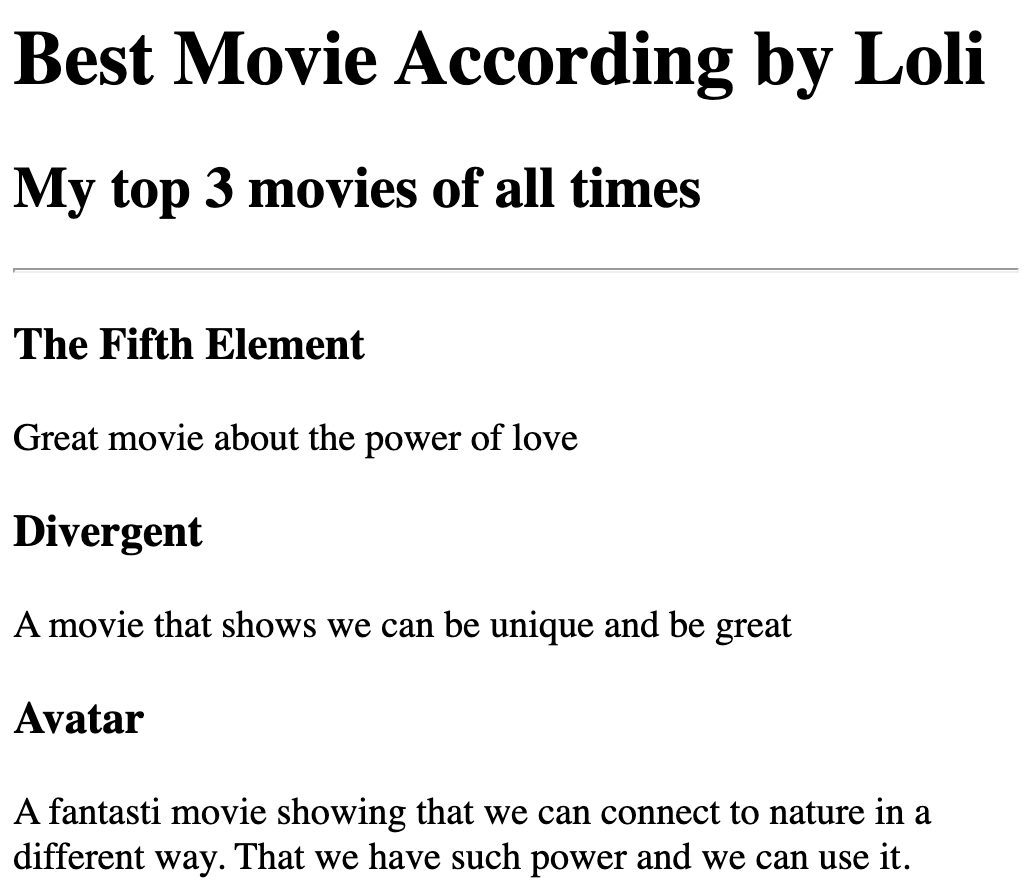 Best Movie According by Loli
My top 3 movies of all times
The Fifth Element
Great movie about the power of love
Divergent
A movie that shows we can be unique and be great
Avatar
A fantasti movie showing that we can connect to nature in a
different way. That we have such power and we can use it.